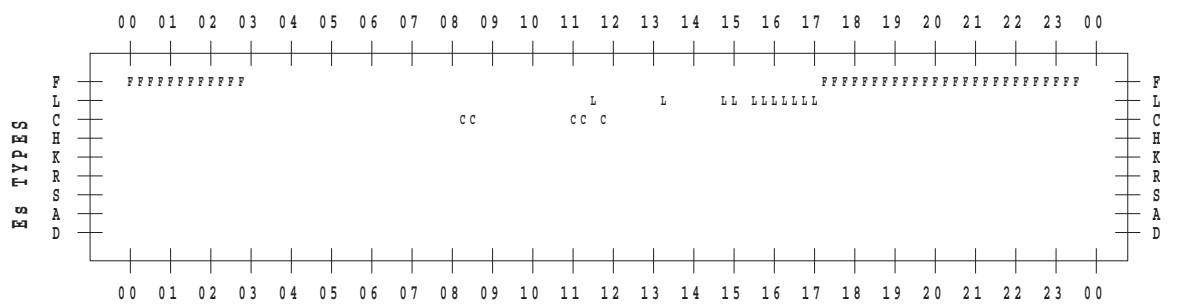 00 01 02 03 04 05 06 07 08 09 10 11 12 13 14 15 16 17 18 19 20 21 22 23 00
F FFFFFFFFFFFF FFFFFFFFFFFFFFFFFFFFFFFFFF F
L L L LL LLLLLLL L
C CC CC C C
H H
K K
R R
S S
A A
D D
Es TYPES
00 01 02 03 04 05 06 07 08 09 10 11 12 13 14 15 16 17 18 19 20 21 22 23 00